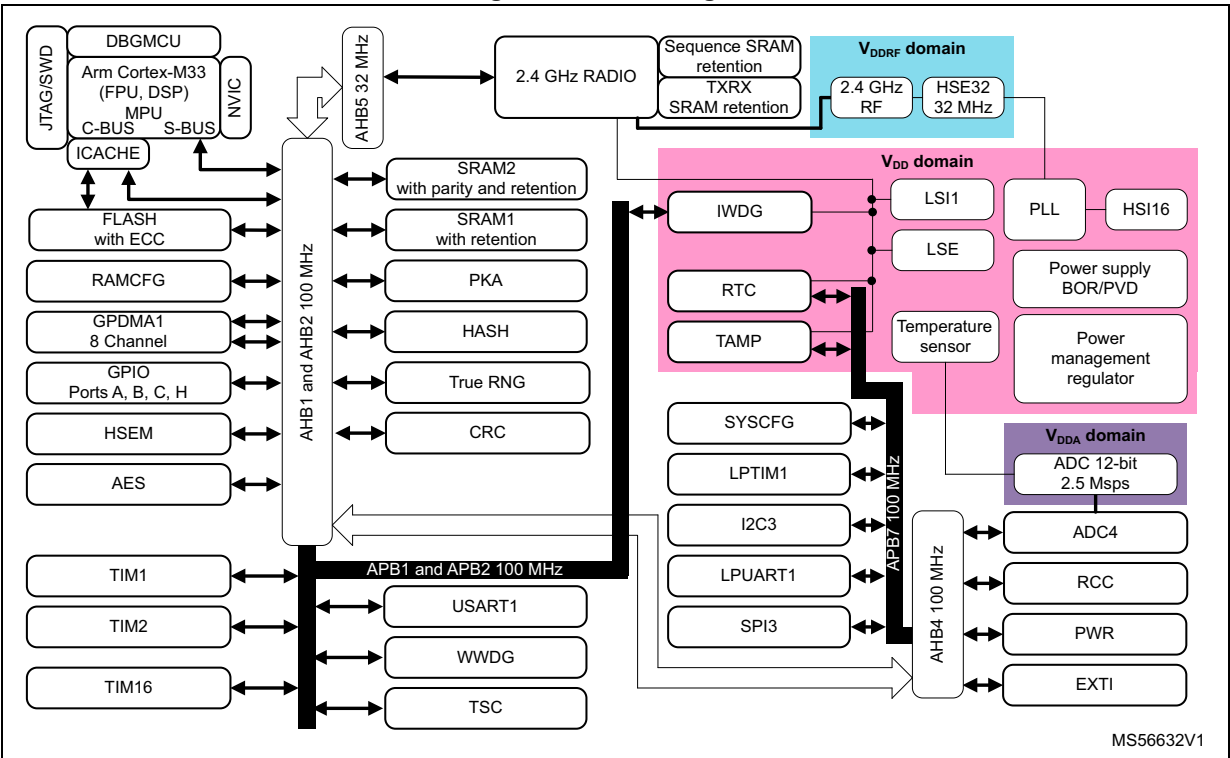 DBGMCU
JTAG/SWD
Arm Cortex-M33
(FPU, DSP)
MPU
C-BUS S-BUS
NVIC
ICACHE
FLASH
with ECC
RAMCFG
GPDMA1
8 Channel
GPIO
Ports A, B, C, H
HSEM
AES
TIM1
TIM2
TIM16
AHB5 32 MHz
AHB1 and AHB2 100 MHz
2.4 GHz RADIO
Sequence SRAM
retention
TXRX
SRAM retention
SRAM2
with parity and retention
SRAM1
with retention
PKA
HASH
True RNG
CRC
APB1 and APB2 100 MHz
USART1
WWDG
TSC
VDDRF domain
2.4 GHz
RF
HSE32
32 MHz
VDD domain
IWDG
RTC
TAMP
LSI1
LSE
Temperature
sensor
PLL
HSI16
Power supply
BOR/PVD
Power
management
regulator
SYSCFG
LPTIM1
I2C3
LPUART1
SPI3
APB7 100 MHz
AHB4 100 MHz
VDDA domain
ADC 12-bit
2.5 Msps
ADC4
RCC
PWR
EXTI
MS56632V1